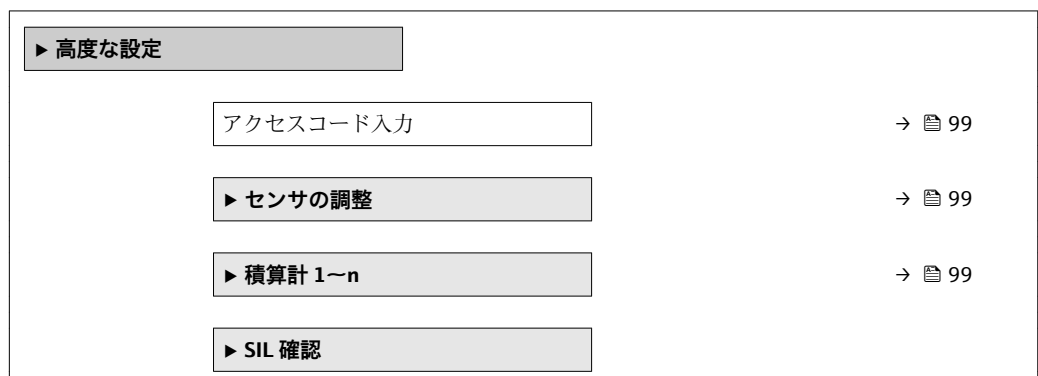 ▶ 高度な設定
アクセスコード入力 → 99
▶ センサの調整 → 99
▶ 積算計 1～n → 99
▶ SIL 確認